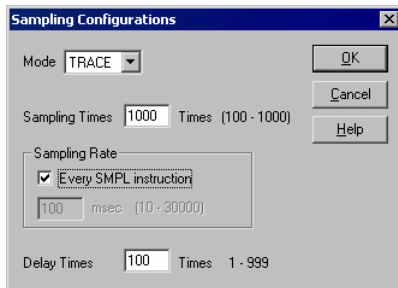 Sampling Configurations
Mode TRACE
OK
Cancel
Sampling Times 1000 Times (100 - 1000)
Help
Sampling Rate
Every SMPL instruction
100 msec (10 - 30000)
Delay Times 100 Times 1 - 999